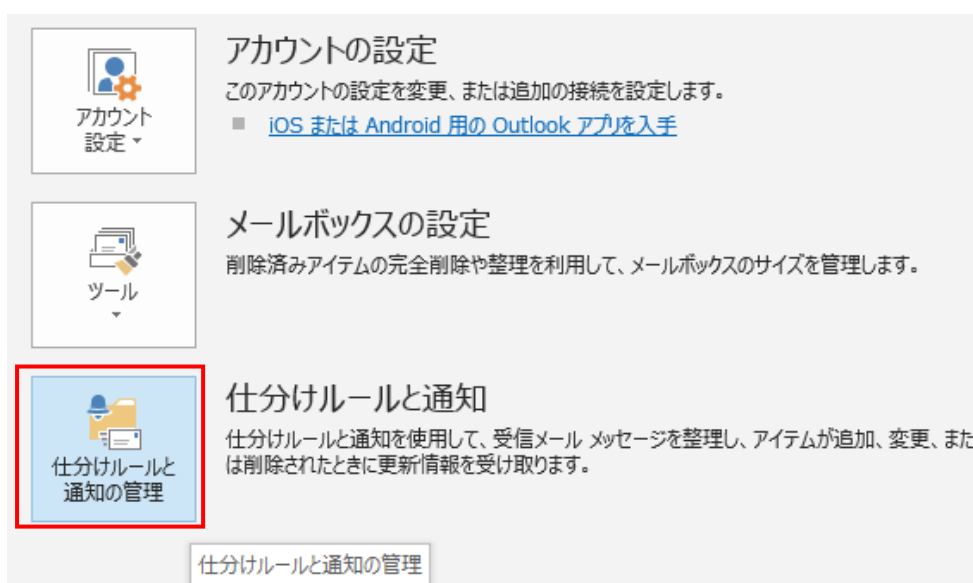 アカウントの設定
このアカウントの設定を変更、または追加の接続を設定します。
iOS または Android 用の Outlook アプリを入手
アカウント
設定
メールボックスの設定
削除済みアイテムの完全削除や整理を利用して、メールボックスのサイズを管理します。
ツール
仕分けルールと通知
仕分けルールと通知を使用して、受信メール メッセージを整理し、アイテムが追加、変更、また
は削除されたときに更新情報を受け取ります。
仕分けルールと
通知の管理
仕分けルールと通知の管理